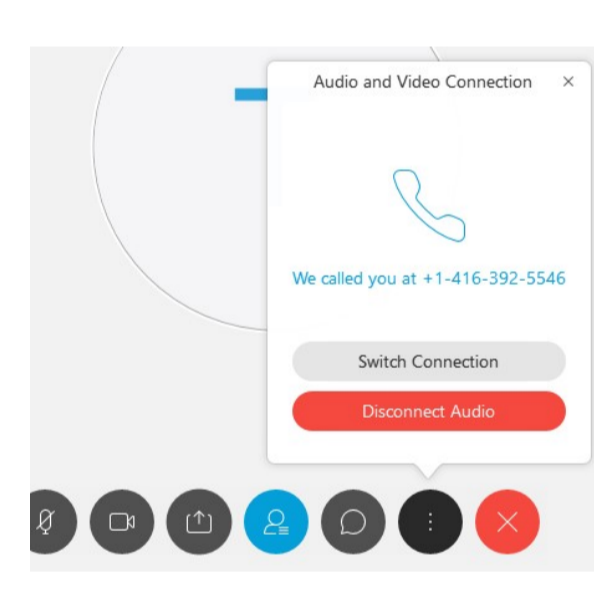 Audio and Video Connection
We called you at +1-416-392-5546
Switch Connection
Disconnect Audio